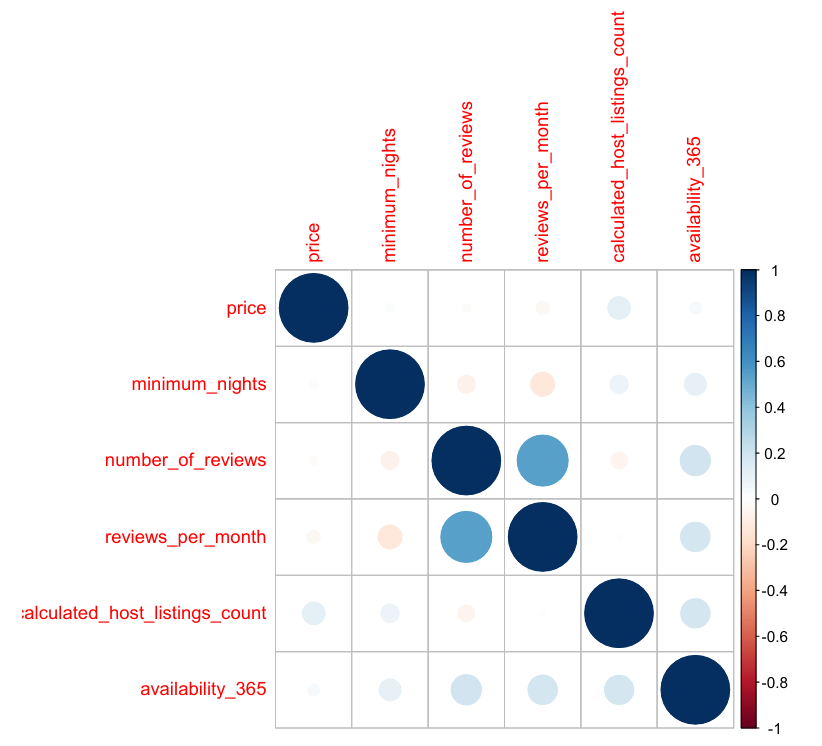 price
minimum_nights
number_of_reviews
reviews_per_month
calculated_host_listings_count
availability_365
price
minimum_nights
number_of_reviews
reviews_per_month
alculated_host_listings_count
availability_365
1
0.8
0.6
0.4
0.2
0
-0.2
-0.4
-0.6
-0.8
-1